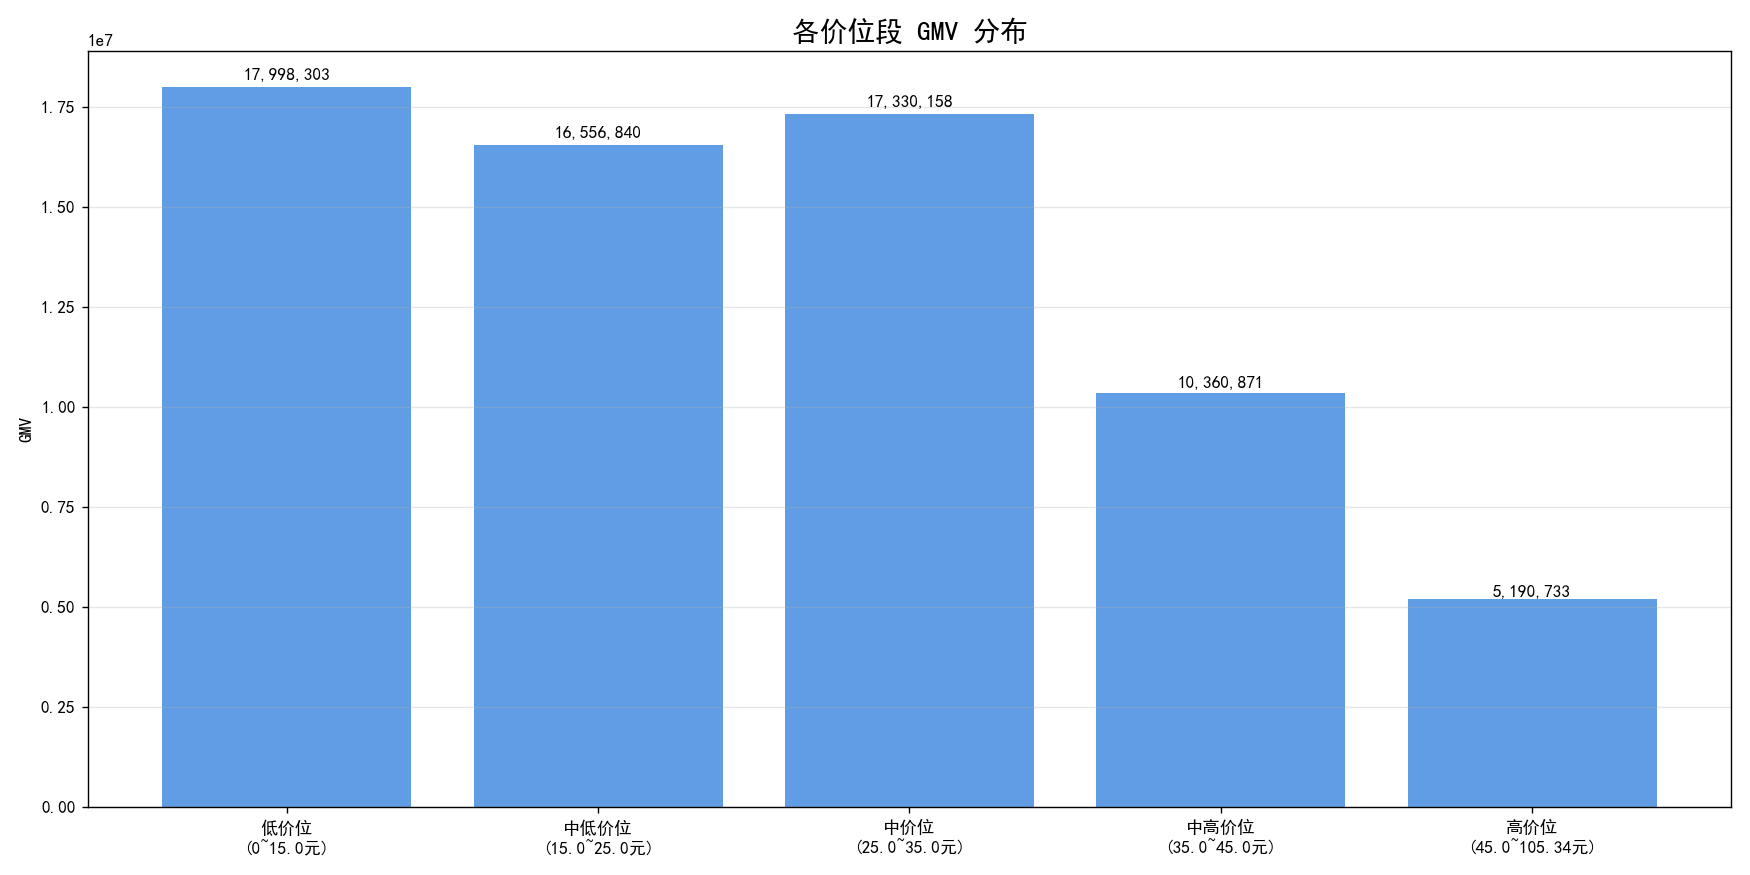 各价位段 GMV 分布
1e7
17,998,303
16,556,840
17,330,158
10,360,871
5,190,733
1.75
1.50
1.25
1.00
0.75
0.50
0.25
0.00
GMV
低价位
(0~15.0元)
中低价位
(15.0~25.0元)
中价位
(25.0~35.0元)
中高价位
(35.0~45.0元)
高价位
(45.0~105.34元)